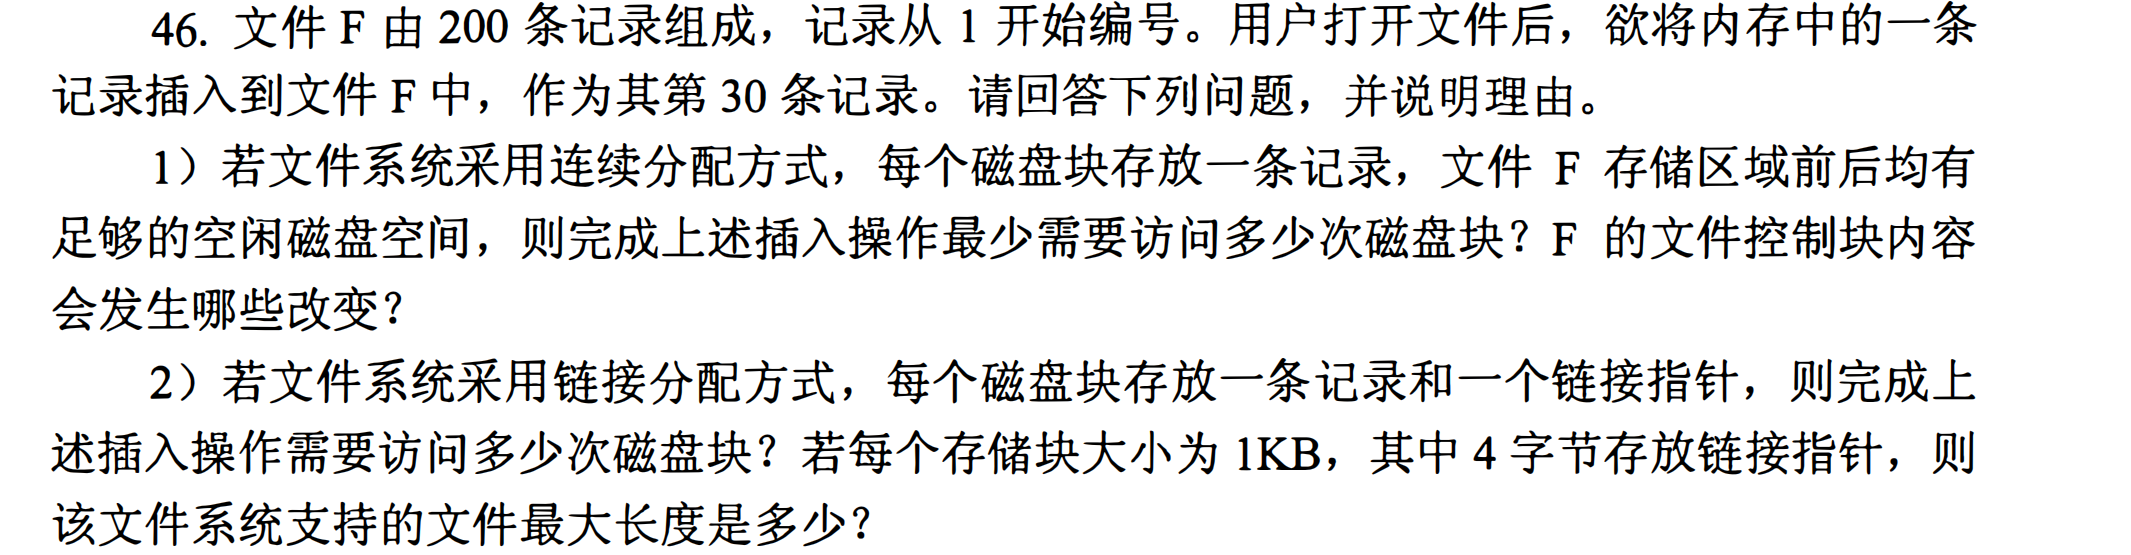 46. 文件 F 由 200 条记录组成，记录从 1 开始编号。用户打开文件后，欲将内存中的一条
记录插入到文件 F 中，作为其第 30 条记录。请回答下列问题，并说明理由。
1）若文件系统采用连续分配方式，每个磁盘块存放一条记录，文件 F 存储区域前后均有
足够的空闲磁盘空间，则完成上述插入操作最少需要访问多少次磁盘块？F 的文件控制块内容
会发生哪些改变？
2）若文件系统采用链接分配方式，每个磁盘块存放一条记录和一个链接指针，则完成上
述插入操作需要访问多少次磁盘块？若每个存储块大小为 1KB，其中 4 字节存放链接指针，则
该文件系统支持的文件最大长度是多少？